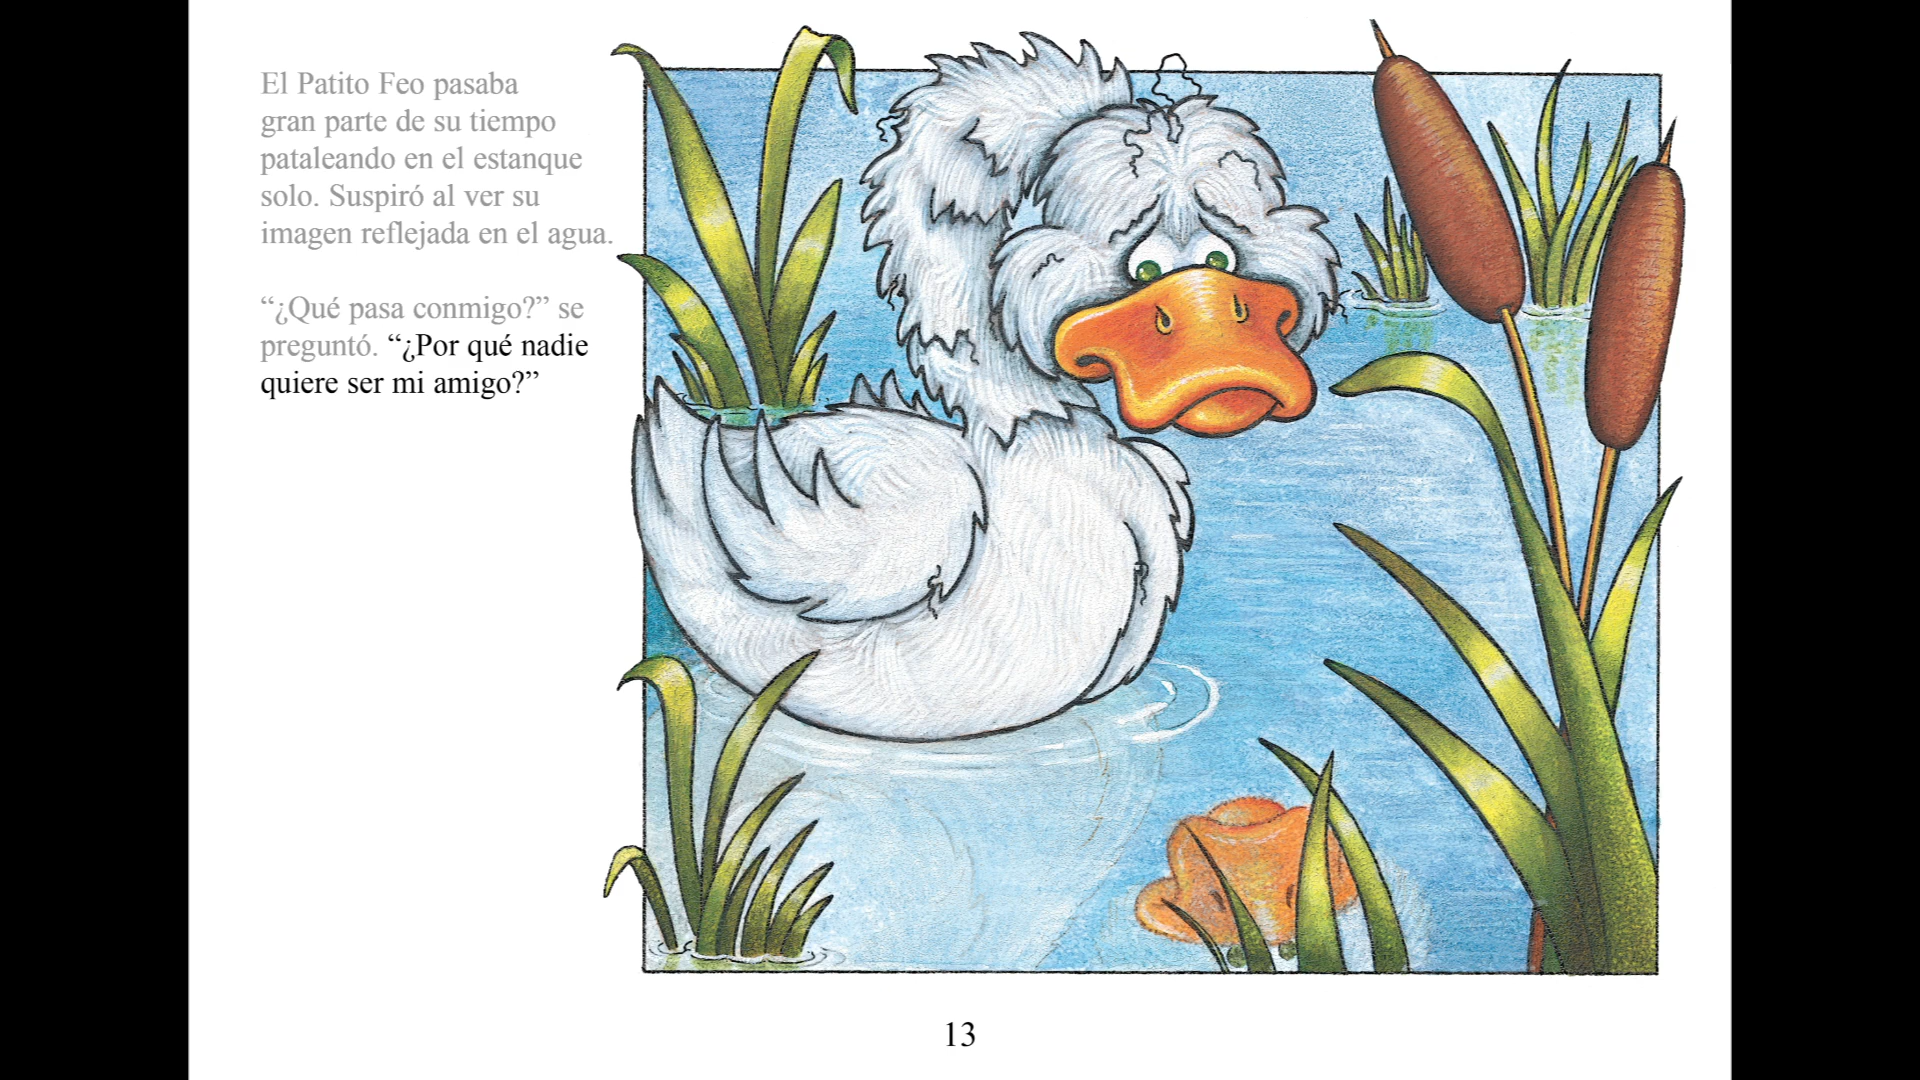 El Patito Feo pasaba
gran parte de su tiempo
pataleando en el estanque
solo. Suspiró al ver su
imagen reflejada en el agua.
“¿Qué pasa conmigo?” se
preguntó. “¿Por qué nadie
quiere ser mi amigo?”
13